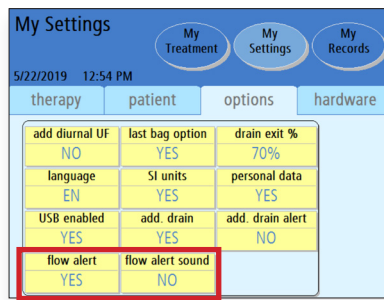 My Settings
My Treatment
My Settings
My Records
5/22/2019 12:54 PM
therapy patient options hardware
add diurnal UF last bag option drain exit %
NO YES 70%
language SI units personal data
EN YES YES
USB enabled add. drain add. drain alert
YES YES NO
flow alert flow alert sound
YES NO